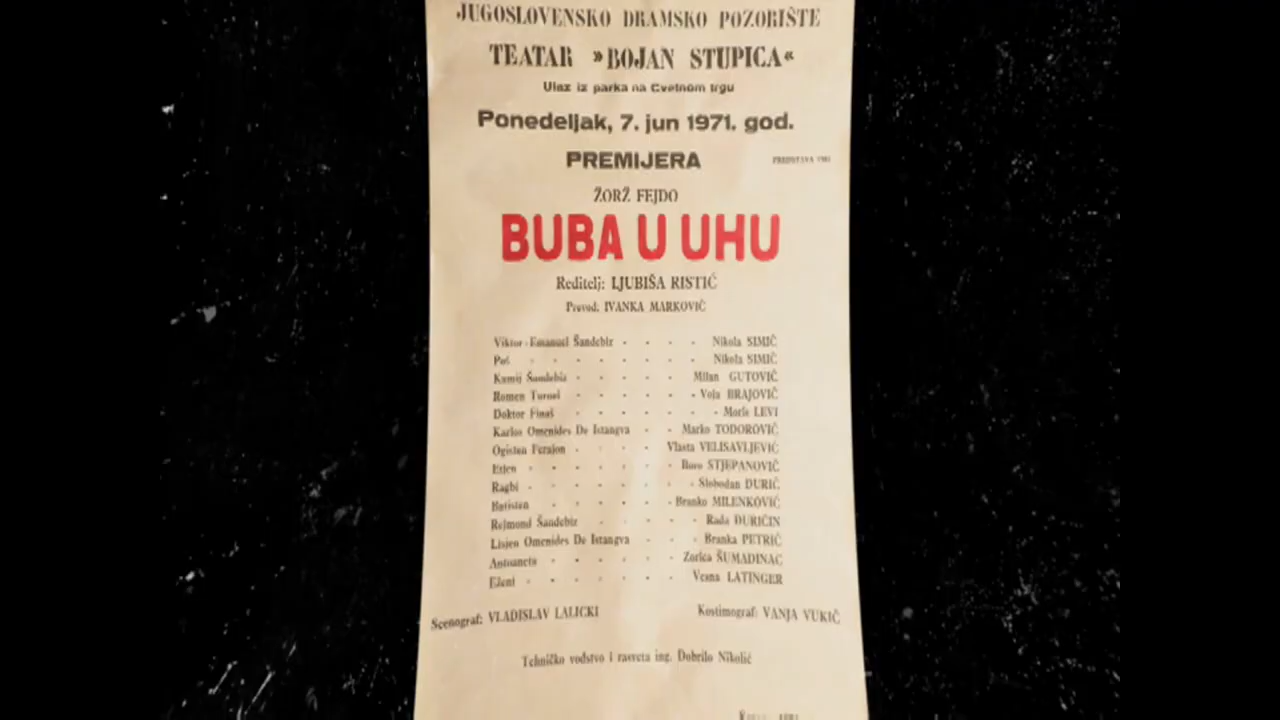 JUGOSLOVENSKO DRAMSKO POZORIŠTE
TEATAR »BOJAN STUPICA«
Ulaz iz parka na Cvetnom trgu
Ponedeljak, 7. jun 1971. god.
PREMIJERA
PREDSTAVA
ŽORŽ FEJDO
BUBA U UHU
Reditelj: LJUBIŠA RISTIĆ
Prevod: IVANKA MARKOVIĆ
Viktor-Emanuel Šandebiz - - - - Nikola SIMIĆ
Poš - - - - - - - Nikola SIMIĆ
Kamij Šandebiz - - - - - Milan GUTOVIĆ
Romen Turnel - - - - - - Voja BRAJOVIĆ
Doktor Finaš - - - - - - - Moris LEVI
Karlos Omenides De Istangva - - Marko TODOROVIĆ
Ogisten Feraion - - - - Vlasta VELISAVLJEVIĆ
Etjen - - - - - - - Boro STJEPANOVIĆ
Ragbi - - - - - - - - Slobodan ĐURIĆ
Batistan - - - - - - Branko MILENKOVIĆ
Rejmond Šandebiz - - - - - Rada ĐURIČIN
Lisjen Omenides De Istangva - - - Branka PETRIĆ
Antoaneta - - - - - - Zorica ŠUMADINAC
Eženi - - - - - - - Vesna LATINGER
Scenograf: VLADISLAV LALICKI Kostimograf: VANJA VUKIĆ
Tehničko vodstvo i rasveta ing. Dobrilo Nikolić